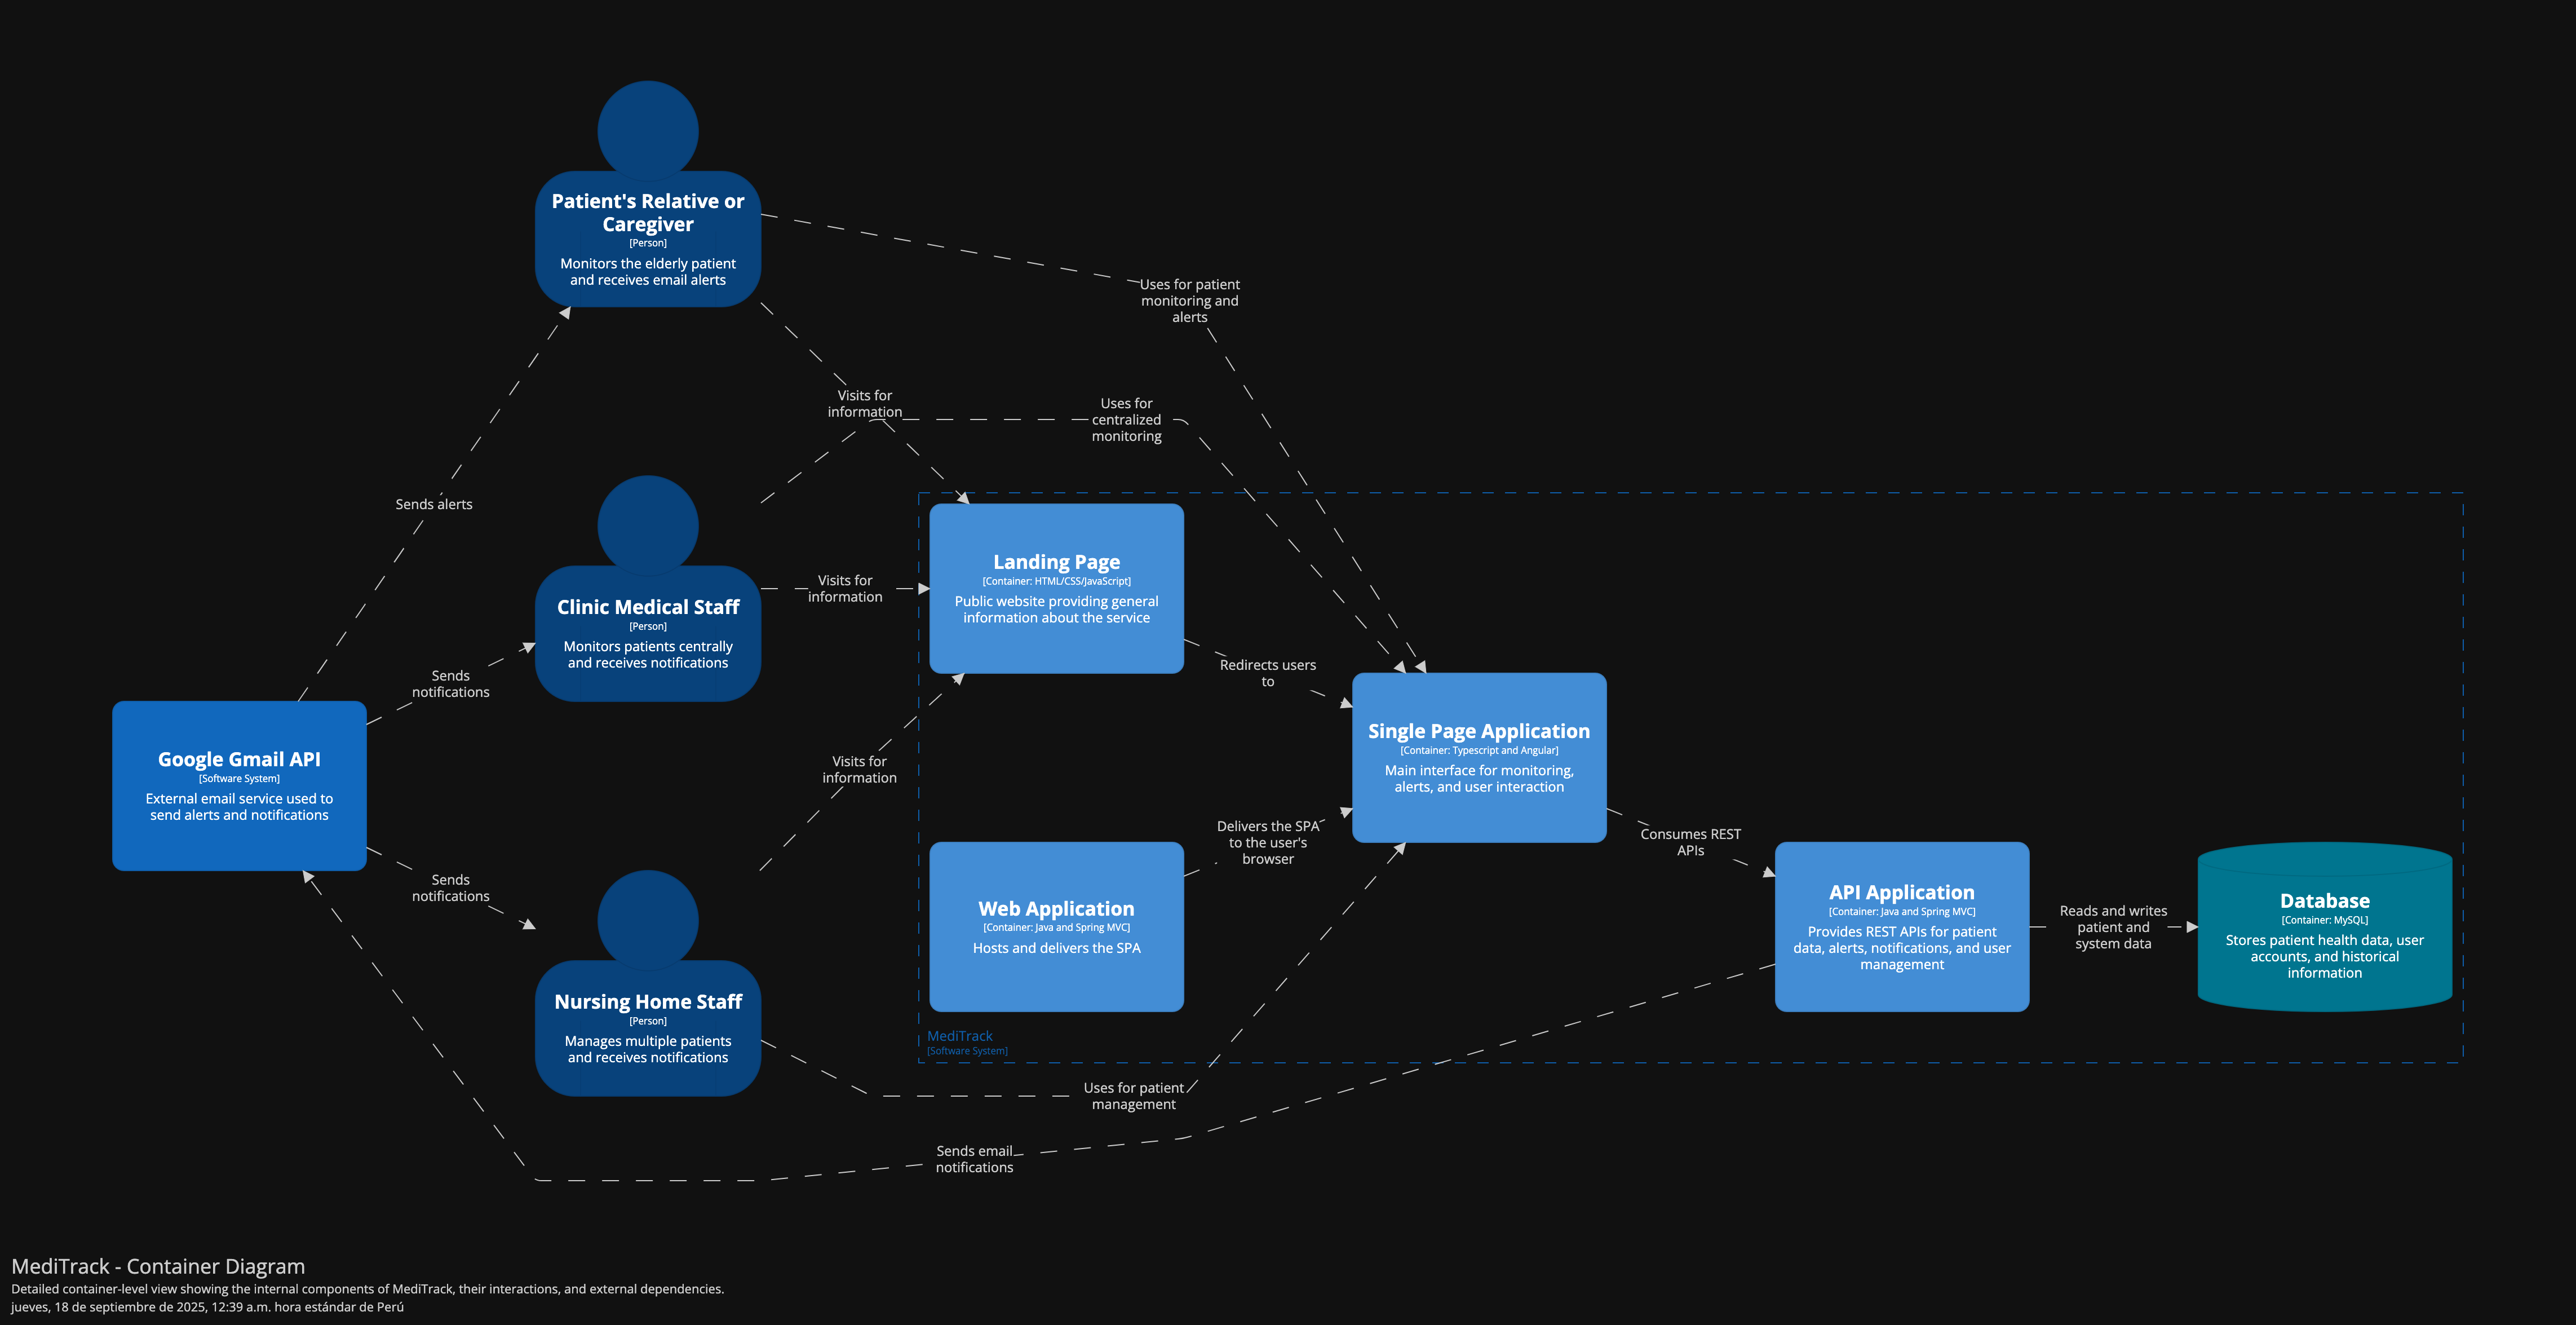 Patient's Relative or
Caregiver
[Person]
Monitors the elderly patient
and receives email alerts
Uses for patient
monitoring and
alerts
Visits for
information
Uses for
centralized
monitoring
Sends alerts
Clinic Medical Staff
[Person]
Monitors patients centrally
and receives notifications
Visits for
information
Landing Page
[Container: HTML/CSS/JavaScript]
Public website providing general
information about the service
Redirects users
to
Sends
notifications
Google Gmail API
[Software System]
External email service used to
send alerts and notifications
Visits for
information
Single Page Application
[Container: Typescript and Angular]
Main interface for monitoring,
alerts, and user interaction
Delivers the SPA
to the user's
browser
Consumes REST
APIs
Sends
notifications
Web Application
[Container: Java and Spring MVC]
Hosts and delivers the SPA
API Application
[Container: Java and Spring MVC]
Provides REST APIs for patient
data, alerts, notifications, and user
management
Reads and writes
patient and
system data
Database
[Container: MySQL]
Stores patient health data, user
accounts, and historical
information
Nursing Home Staff
[Person]
Manages multiple patients
and receives notifications
MediTrack
[Software System]
Uses for patient
management
Sends email
notifications
MediTrack - Container Diagram
Detailed container-level view showing the internal components of MediTrack, their interactions, and external dependencies.
jueves, 18 de septiembre de 2025, 12:39 a.m. hora estándar de Perú